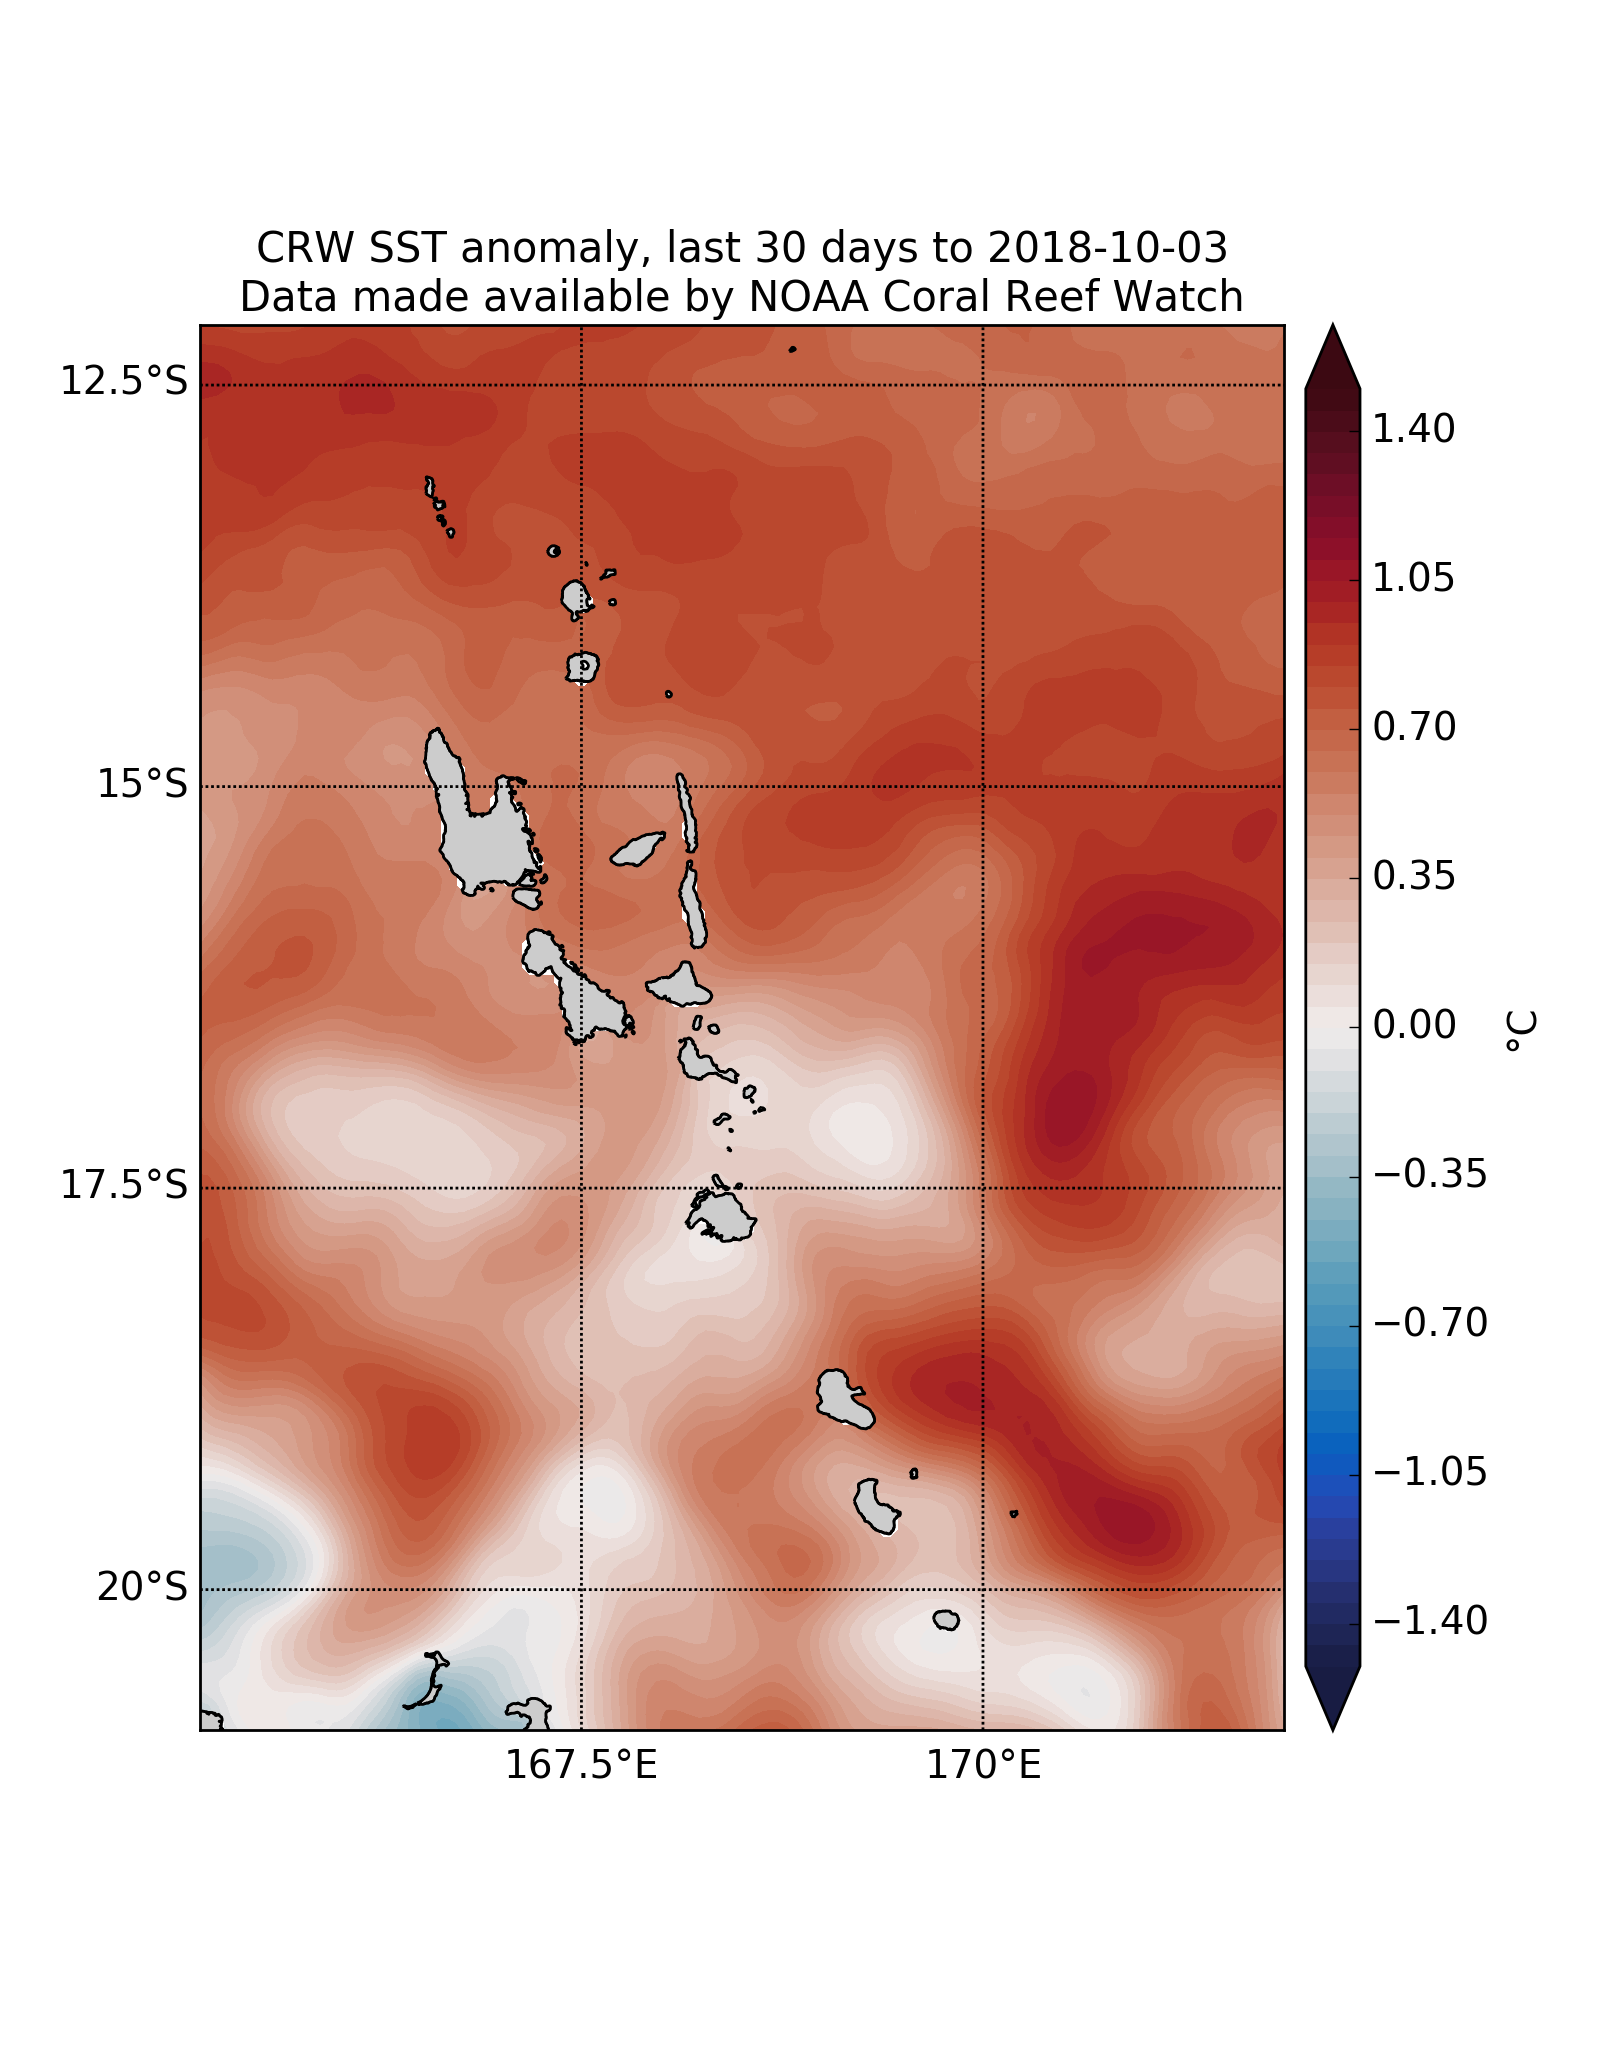 CRW SST anomaly, last 30 days to 2018-10-03
Data made available by NOAA Coral Reef Watch
12.5°S
15°S
17.5°S
20°S
167.5°E
170°E
1.40
1.05
0.70
0.35
0.00
−0.35
−0.70
−1.05
−1.40
°C